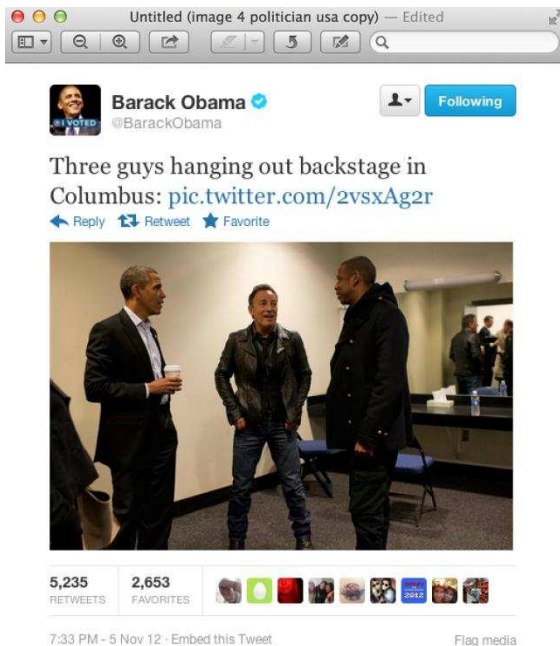 Untitled (image 4 politician usa copy) — Edited
I VOTED
Barack Obama
@BarackObama
Following
Three guys hanging out backstage in
Columbus: pic.twitter.com/2vsxAg2r
Reply Retweet Favorite
5,235 2,653
RETWEETS FAVORITES
2012
7:33 PM - 5 Nov 12 · Embed this Tweet Flag media